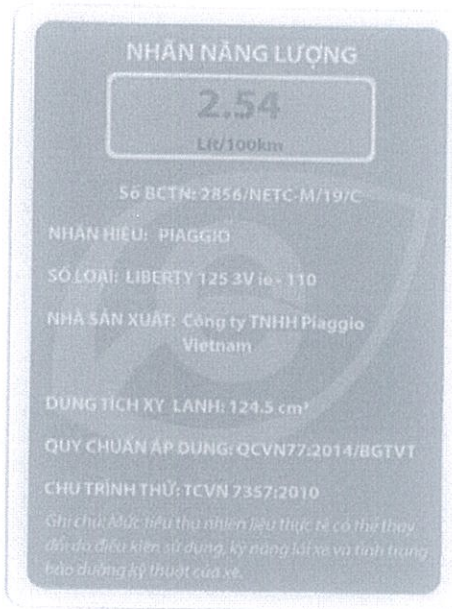 NHÃN NĂNG LƯỢNG
2.54
Lít/100km
Số BCTN: 2856/NETC-M/19/C
NHÃN HIỆU: PIAGGIO
SỐ LOẠI: LIBERTY 125 3V ie - 110
NHÀ SẢN XUẤT: Công ty TNHH Piaggio
Vietnam
DUNG TÍCH XY LANH: 124.5 cm³
QUY CHUẨN ÁP DỤNG: QCVN77:2014/BGTVT
CHU TRÌNH THỬ: TCVN 7357:2010
Ghi chú: Mức tiêu thụ nhiên liệu thực tế có thể thay
đổi do điều kiện sử dụng, kỹ năng lái xe và tình trạng
bảo dưỡng kỹ thuật của xe.